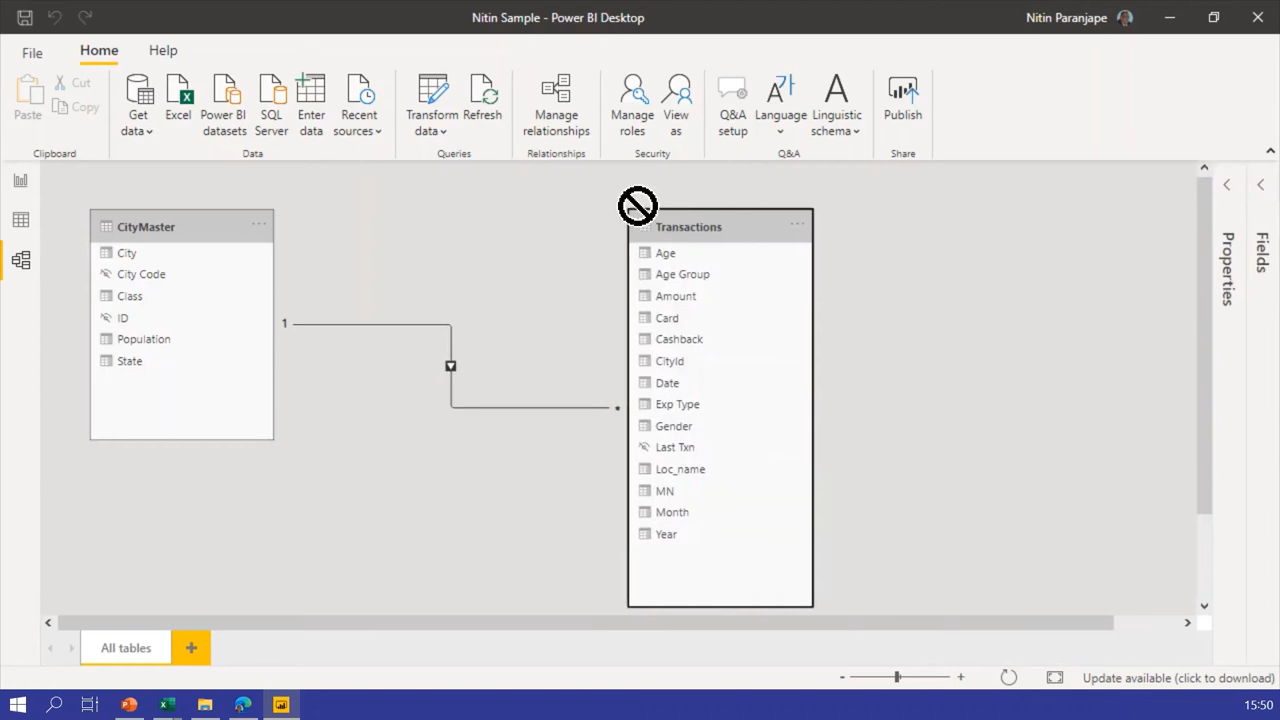 Nitin Sample - Power BI Desktop
Nitin Paranjape
File
Home
Help
Paste
Cut
Copy
Clipboard
Get data
Excel
Power BI datasets
SQL Server
Enter data
Recent sources
Data
Transform data
Refresh
Queries
Manage relationships
Relationships
Manage roles
View as
Security
Q&A setup
Language
Linguistic schema
Q&A
Publish
Share
CityMaster
City
City Code
Class
ID
Population
State
1
*
Transactions
Age
Age Group
Amount
Card
Cashback
CityId
Date
Exp Type
Gender
Last Txn
Loc_name
MN
Month
Year
Properties
Fields
All tables
+
- +
Update available (click to download)
15:50